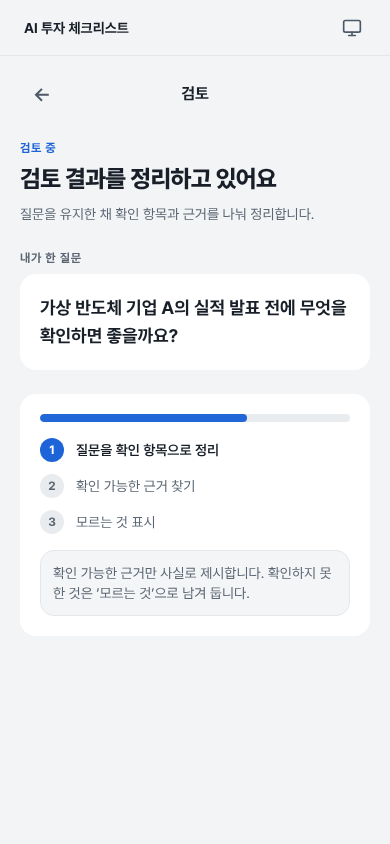 AI 투자 체크리스트
검토
검토 중
검토 결과를 정리하고 있어요
질문을 유지한 채 확인 항목과 근거를 나눠 정리합니다.
내가 한 질문
가상 반도체 기업 A의 실적 발표 전에 무엇을
확인하면 좋을까요?
1 질문을 확인 항목으로 정리
2 확인 가능한 근거 찾기
3 모르는 것 표시
확인 가능한 근거만 사실로 제시합니다. 확인하지 못
한 것은 ‘모르는 것’으로 남겨 둡니다.